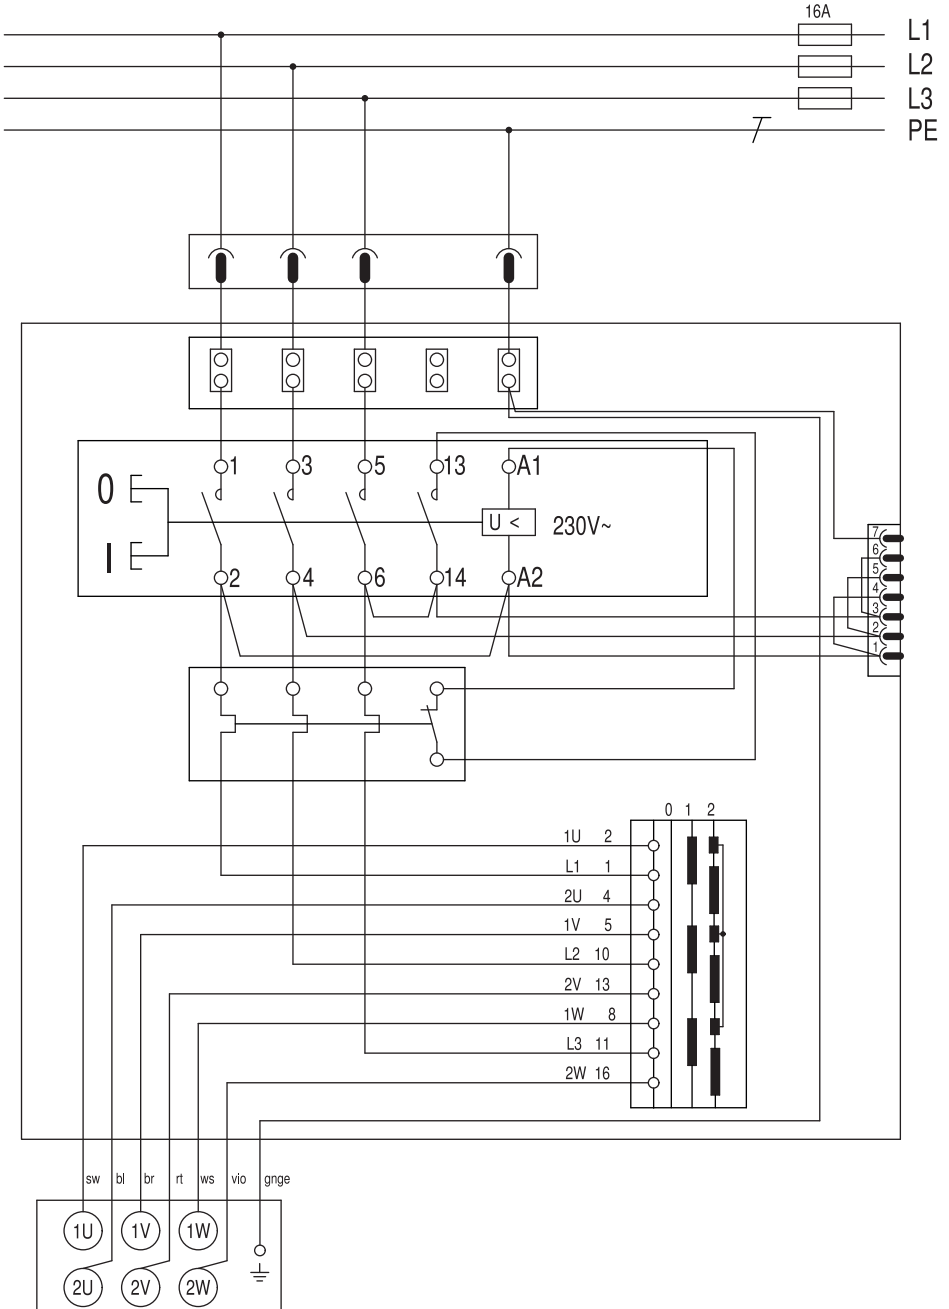 16A
L1
L2
L3
PE
1 3 5 13 A1
0
U < 230V~
I
2 4 6 14 A2
7
6
5
4
3
2
1
0 1 2
1U 2
L1 1
2U 4
1V 5
L2 10
2V 13
1W 8
L3 11
2W 16
sw bl br rt ws vio gnge
1U 1V 1W
2U 2V 2W